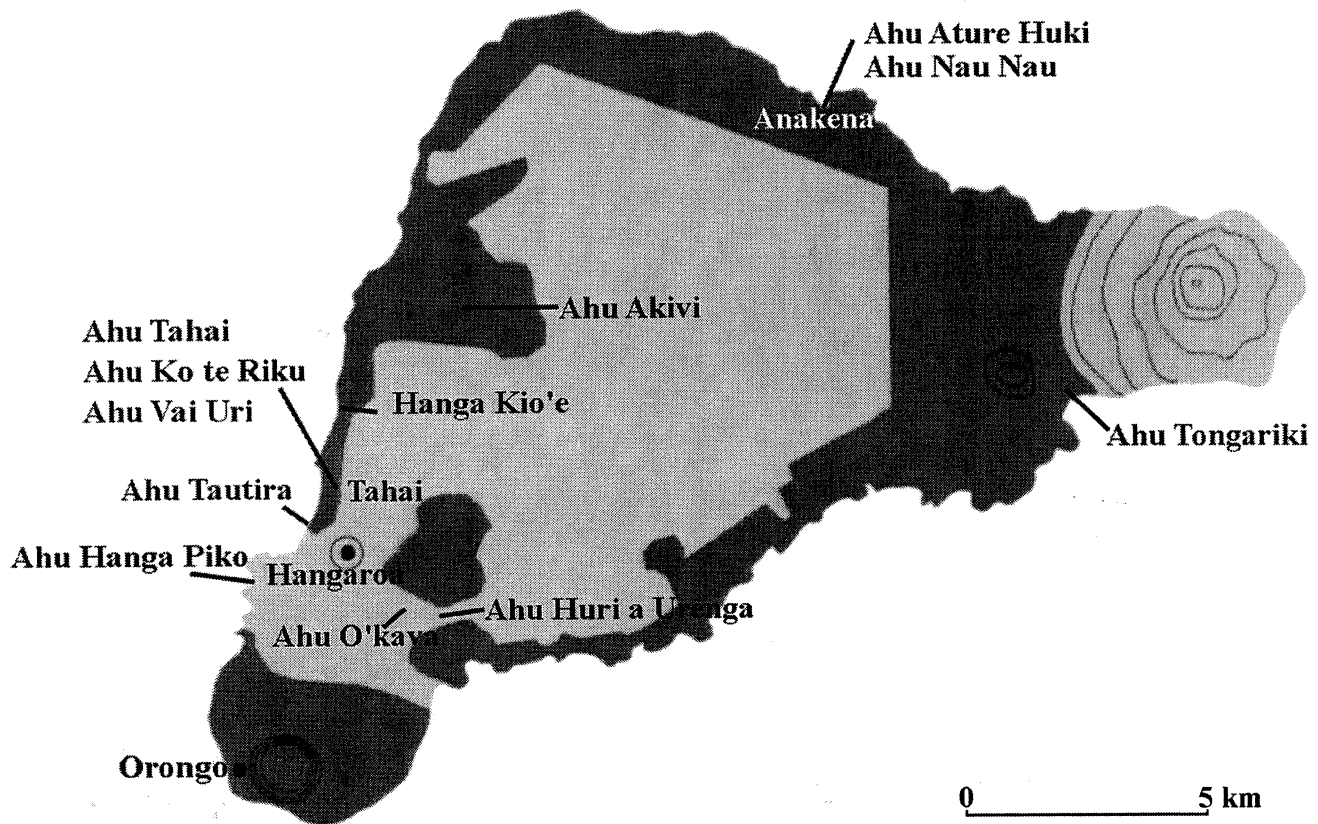 Ahu Ature Huki
Ahu Nau Nau
Anakena
Ahu Akivi
Ahu Tahai
Ahu Ko te Riku
Ahu Vai Uri
Hanga Kio'e
Ahu Tongariki
Ahu Tautira
Tahai
Ahu Hanga Piko
Hangaroa
Ahu Huri a Urenga
Ahu O'kava
Orongo
0 5 km